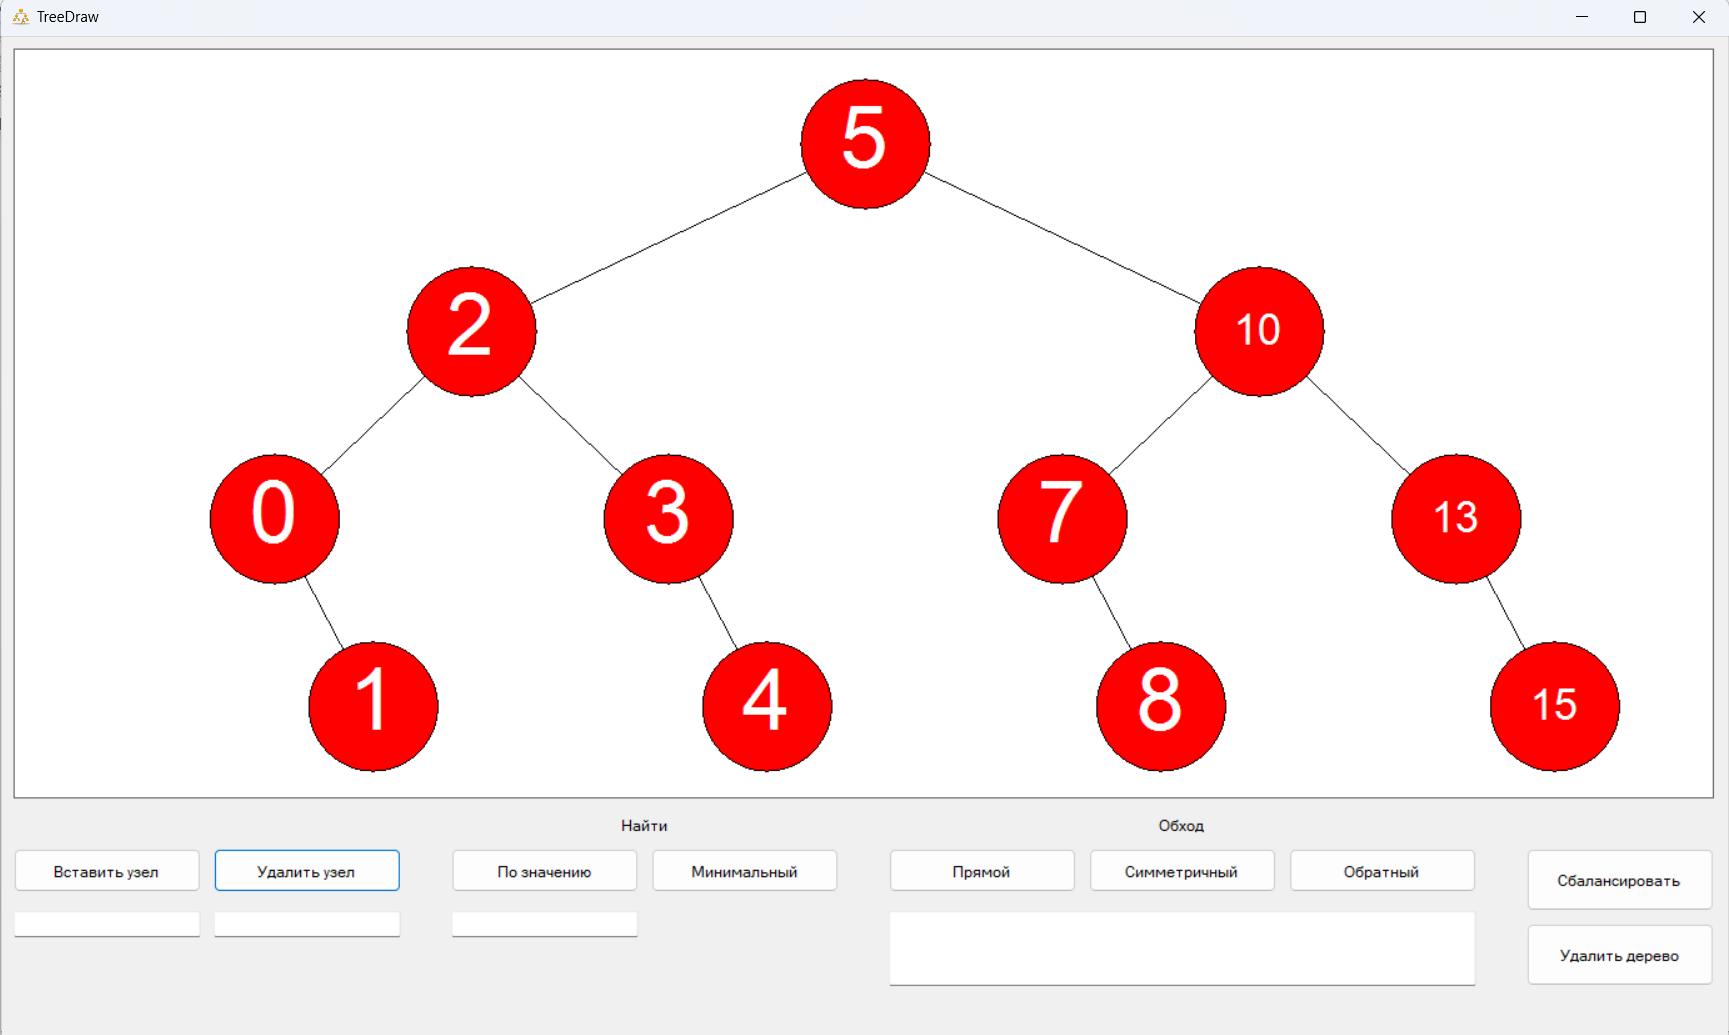 TreeDraw
5
2
10
0
3
7
13
1
4
8
15
Найти
Обход
Вставить узел
Удалить узел
По значению
Минимальный
Прямой
Симметричный
Обратный
Сбалансировать
Удалить дерево